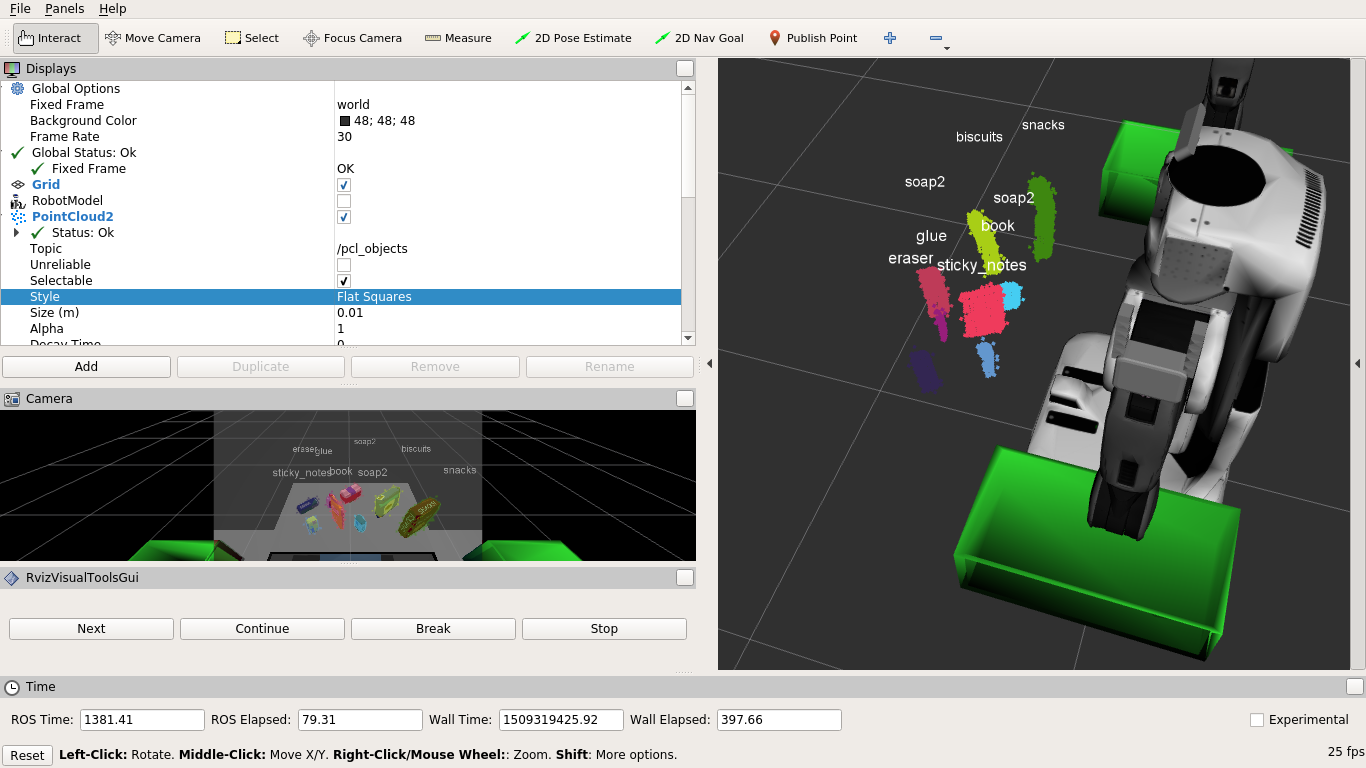 File Panels Help
Interact Move Camera Select Focus Camera Measure 2D Pose Estimate 2D Nav Goal Publish Point
Displays
Global Options
Fixed Frame world
Background Color 48; 48; 48
Frame Rate 30
Global Status: Ok
Fixed Frame OK
Grid
RobotModel
PointCloud2
Status: Ok
Topic /pcl_objects
Unreliable
Selectable
Style Flat Squares
Size (m) 0.01
Alpha 1
Decay Time 0
Add Duplicate Remove Rename
Camera
soap2
eraser glue biscuits
sticky_notes book soap2 snacks
RvizVisualToolsGui
Next Continue Break Stop
snacks
biscuits
soap2
soap2
book
glue
eraser
sticky_notes
Time
ROS Time: 1381.41 ROS Elapsed: 79.31 Wall Time: 1509319425.92 Wall Elapsed: 397.66 Experimental
Reset Left-Click: Rotate. Middle-Click: Move X/Y. Right-Click/Mouse Wheel:: Zoom. Shift: More options. 25 fps